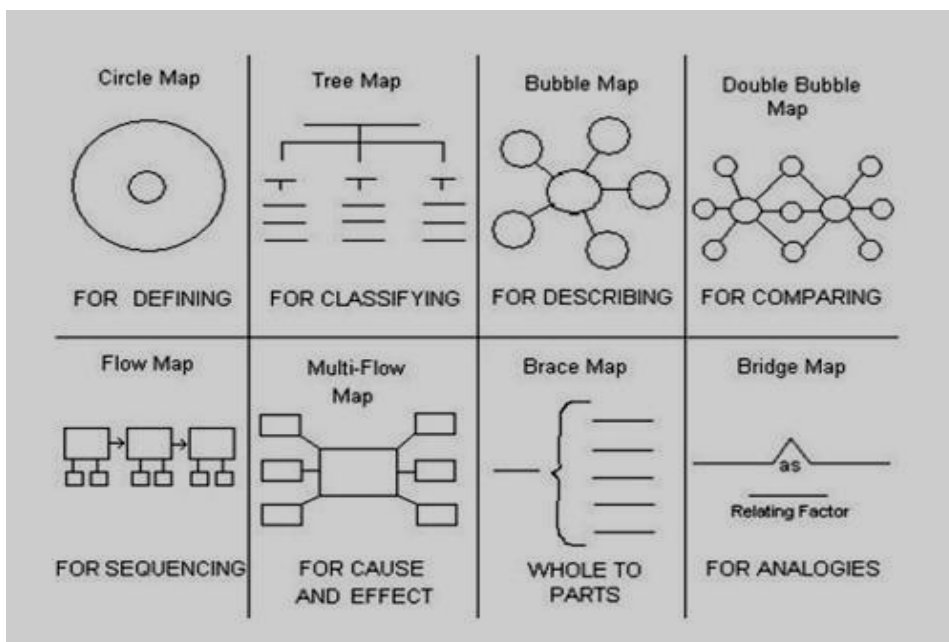 Circle Map
FOR DEFINING
Tree Map
FOR CLASSIFYING
Bubble Map
FOR DESCRIBING
Double Bubble
Map
FOR COMPARING
Flow Map
FOR SEQUENCING
Multi-Flow
Map
FOR CAUSE
AND EFFECT
Brace Map
WHOLE TO
PARTS
Bridge Map
as
Relating Factor
FOR ANALOGIES